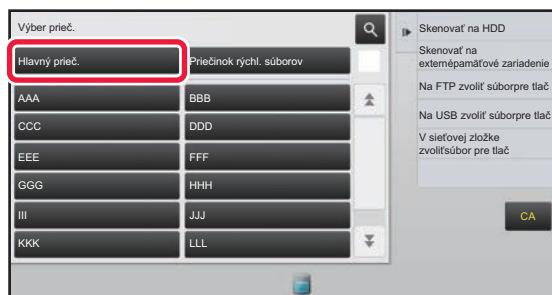 Výber prieč.
Hlavný prieč.
Priečinok rýchl. súborov
AAA
BBB
CCC
DDD
EEE
FFF
GGG
HHH
III
JJJ
KKK
LLL
Skenovať na HDD
Skenovať na
externépamäťové zariadenie
Na FTP zvoliť súborpre tlač
Na USB zvoliť súborpre tlač
V sieťovej zložke
zvoliťsúbor pre tlač
CA